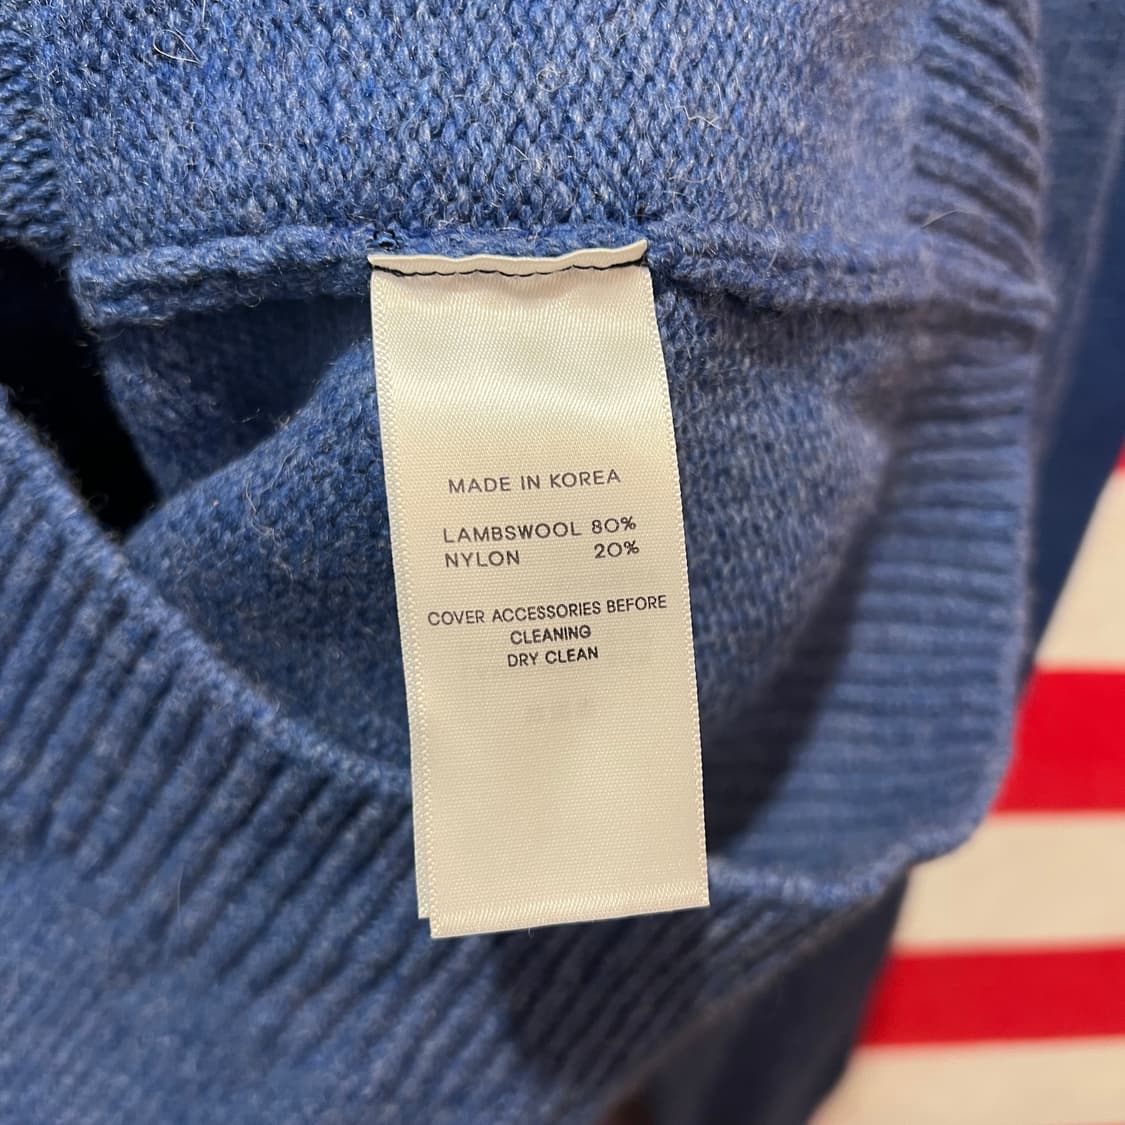 MADE IN KOREA
LAMBSWOOL 80%
NYLON 20%
COVER ACCESSORIES BEFORE
CLEANING
DRY CLEAN